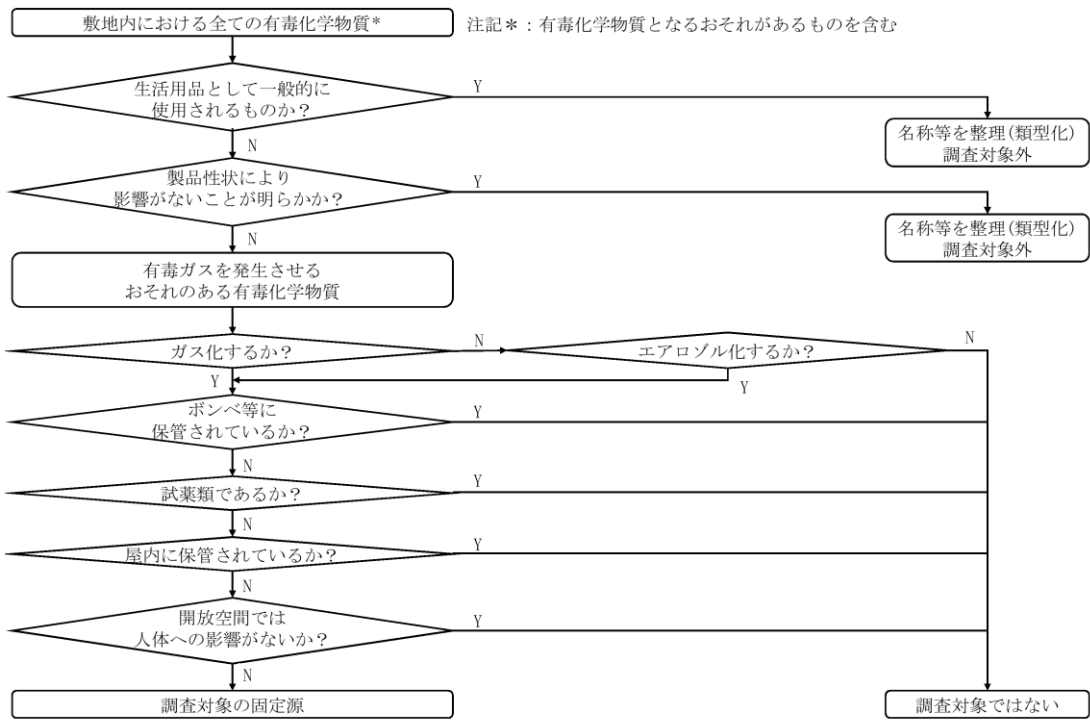 敷地内における全ての有毒化学物質*
注記*：有毒化学物質となるおそれがあるものを含む
生活用品として一般的に
使用されるものか？
Y
名称等を整理(類型化)
調査対象外
N
製品性状により
影響がないことが明らかか？
Y
名称等を整理(類型化)
調査対象外
N
有毒ガスを発生させる
おそれのある有毒化学物質
ガス化するか？
N
エアロゾル化するか？
N
Y
Y
ボンベ等に
保管されているか？
Y
N
試薬類であるか？
Y
N
屋内に保管されているか？
Y
N
開放空間では
人体への影響がないか？
Y
N
調査対象の固定源
調査対象ではない